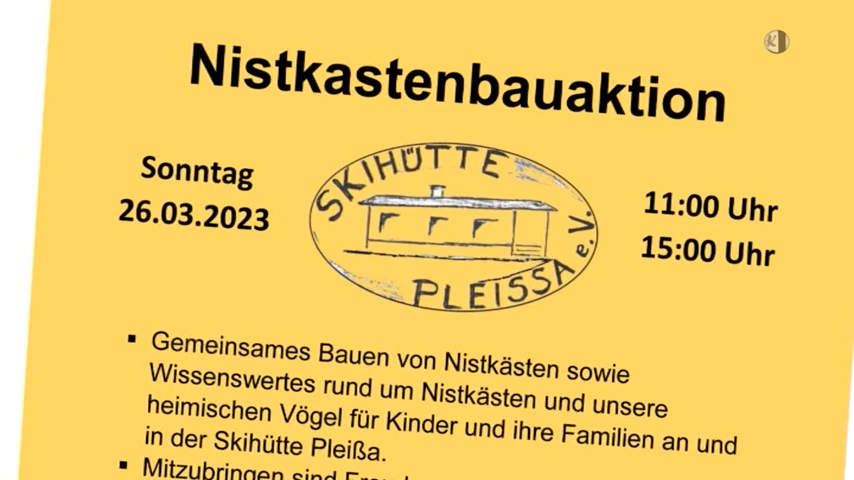 Nistkastenbauaktion
Sonntag
26.03.2023
SKIHÜTTE
PLEISSA e.V.
11:00 Uhr
15:00 Uhr
▪ Gemeinsames Bauen von Nistkästen sowie
Wissenswertes rund um Nistkästen und unsere
heimischen Vögel für Kinder und ihre Familien an und
in der Skihütte Pleißa.
▪ Mitzubringen sind